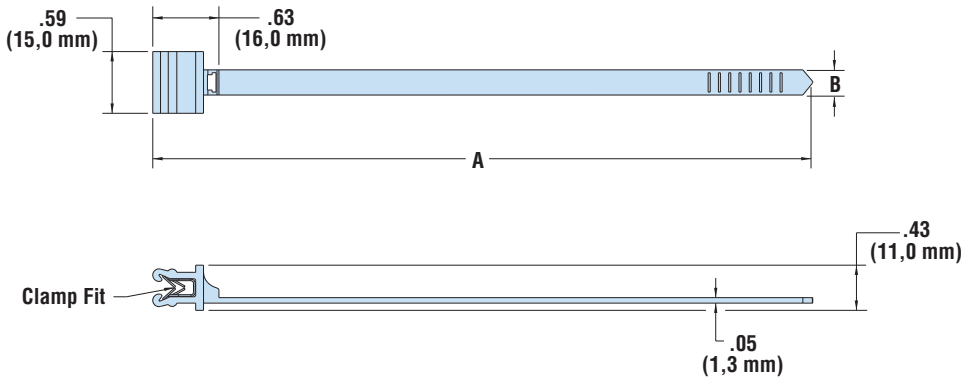 .59
(15,0 mm)
.63
(16,0 mm)
B
A
.43
(11,0 mm)
Clamp Fit
.05
(1,3 mm)